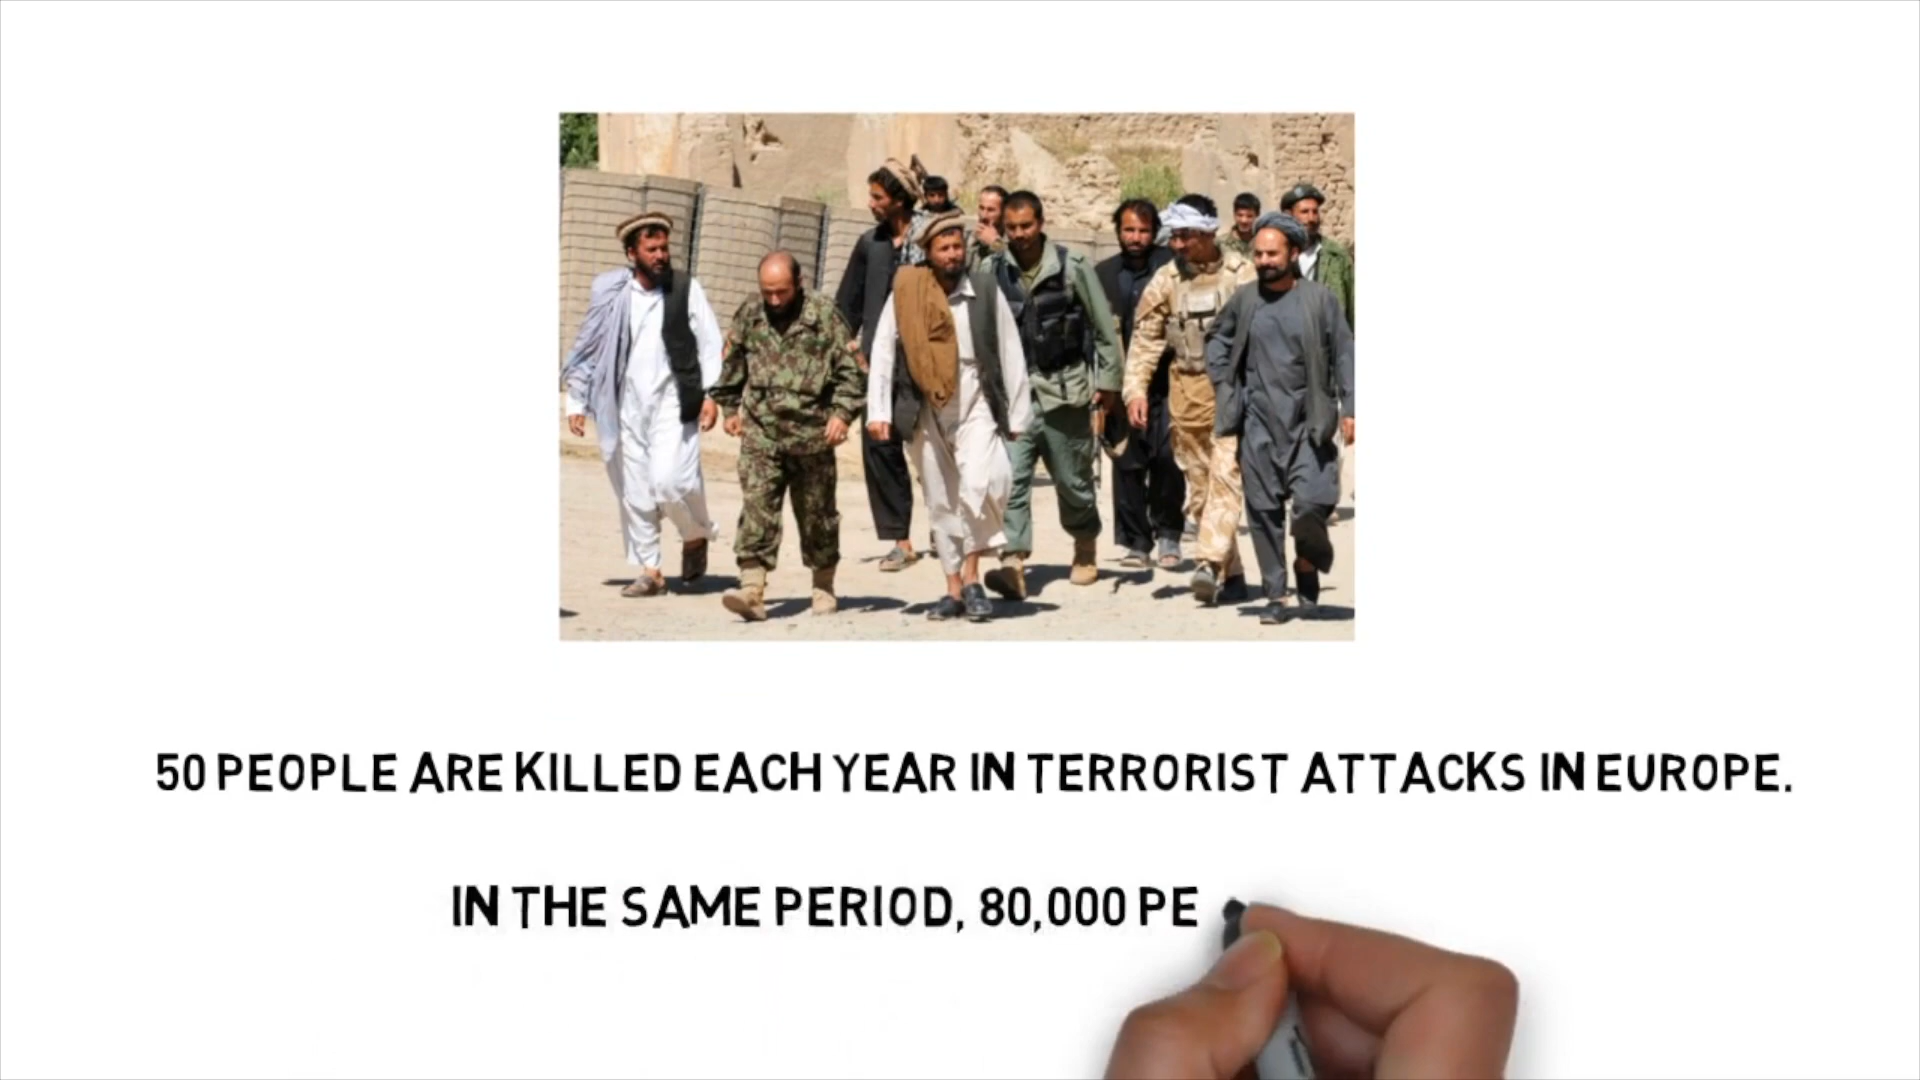 50 PEOPLE ARE KILLED EACH YEAR IN TERRORIST ATTACKS IN EUROPE.
IN THE SAME PERIOD, 80,000 PE